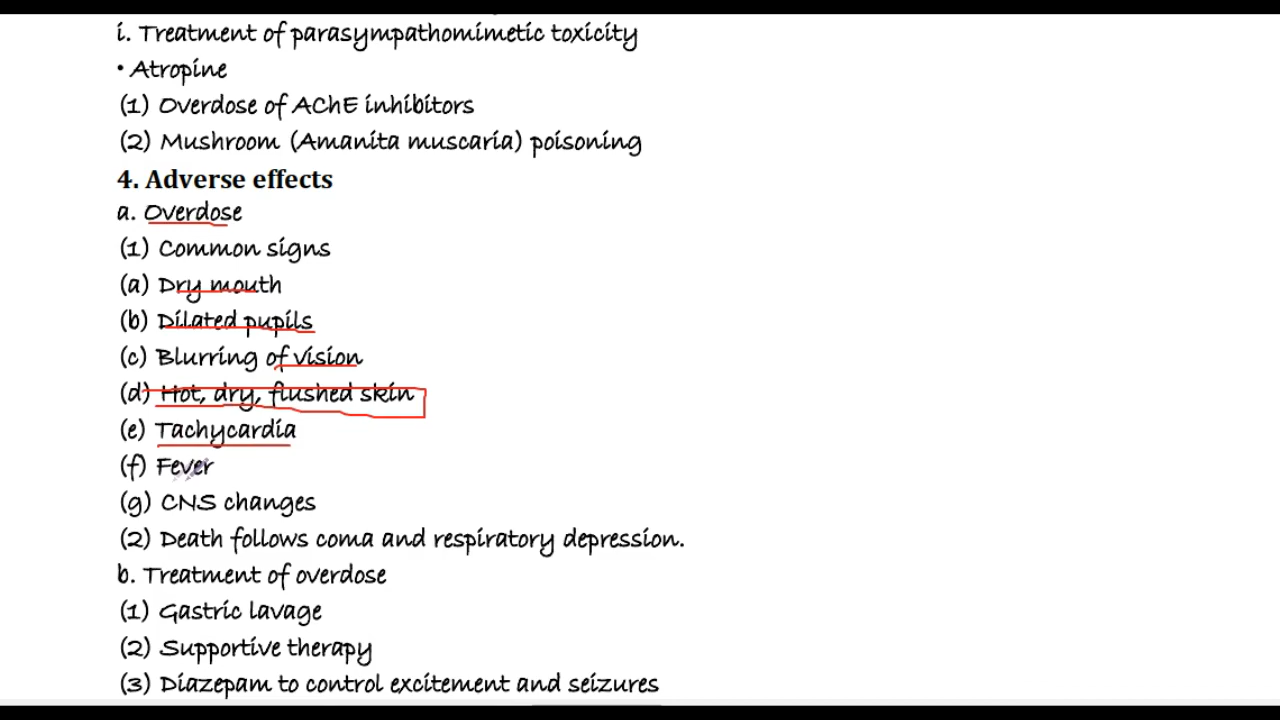 i. Treatment of parasympathomimetic toxicity
• Atropine
(1) Overdose of AChE inhibitors
(2) Mushroom (Amanita muscaria) poisoning
4. Adverse effects
a. Overdose
(1) Common signs
(a) Dry mouth
(b) Dilated pupils
(c) Blurring of vision
(d) Hot, dry, flushed skin
(e) Tachycardia
(f) Fever
(g) CNS changes
(2) Death follows coma and respiratory depression.
b. Treatment of overdose
(1) Gastric lavage
(2) Supportive therapy
(3) Diazepam to control excitement and seizures